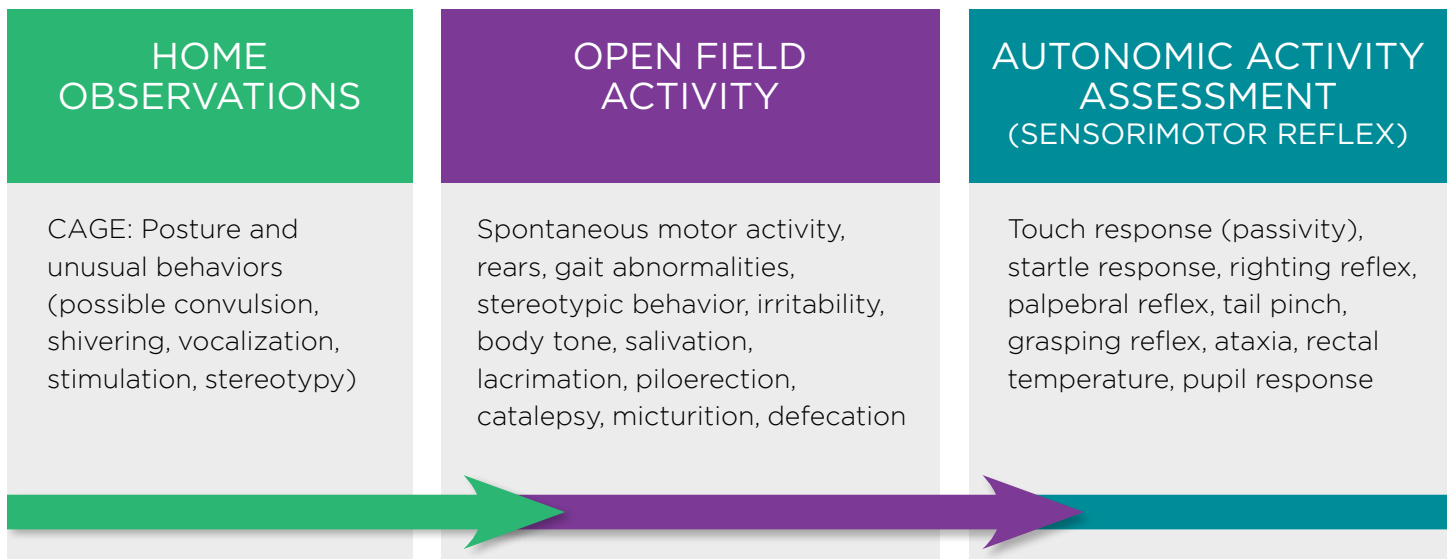 HOME
OBSERVATIONS
CAGE: Posture and
unusual behaviors
(possible convulsion,
shivering, vocalization,
stimulation, stereotypy)
OPEN FIELD
ACTIVITY
Spontaneous motor activity,
rears, gait abnormalities,
stereotypic behavior, irritability,
body tone, salivation,
lacrimation, piloerection,
catalepsy, micturition, defecation
AUTONOMIC ACTIVITY
ASSESSMENT
(SENSORIMOTOR REFLEX)
Touch response (passivity),
startle response, righting reflex,
palpebral reflex, tail pinch,
grasping reflex, ataxia, rectal
temperature, pupil response